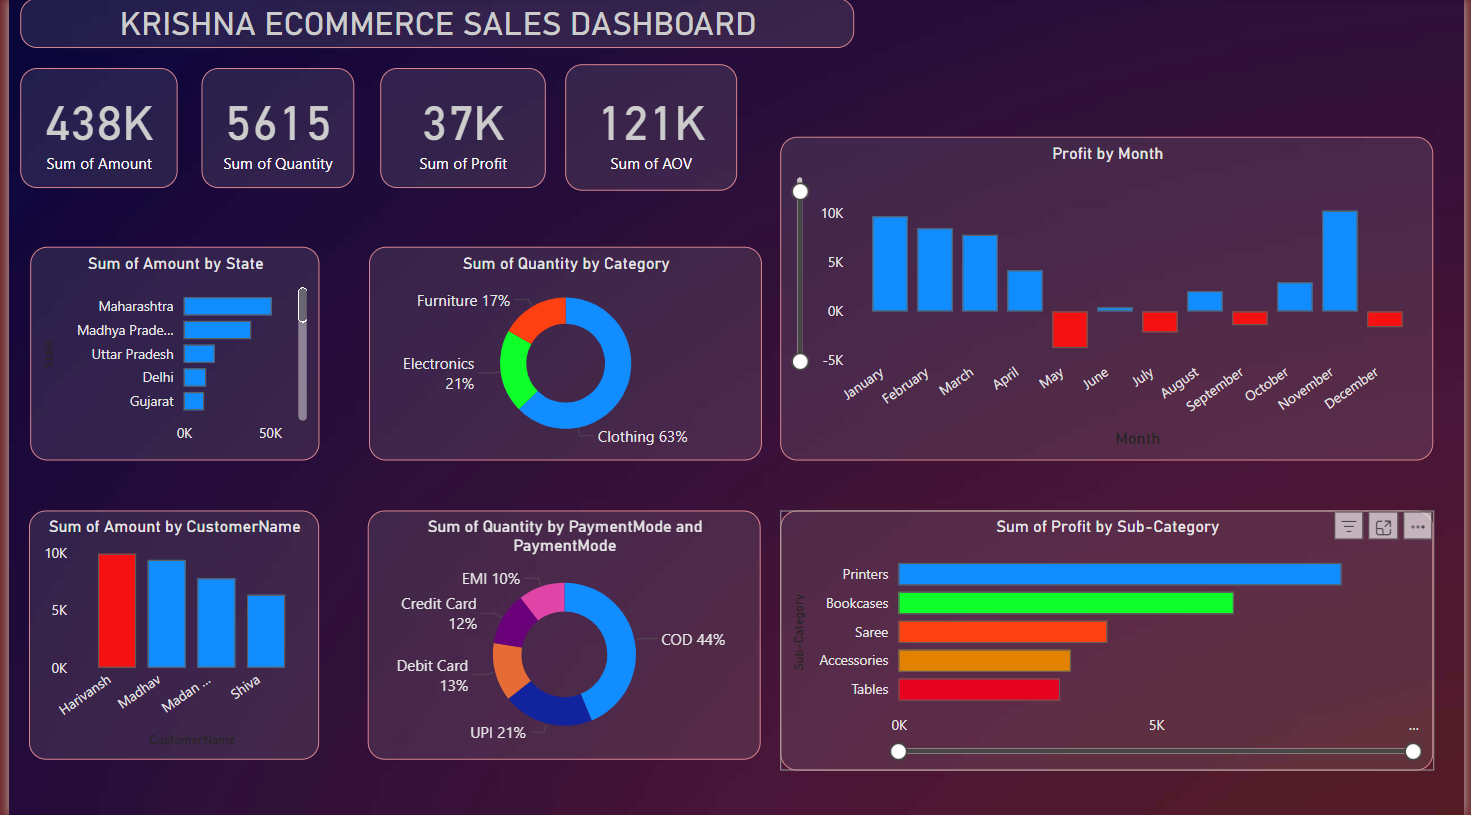 KRISHNA ECOMMERCE SALES DASHBOARD
438K
Sum of Amount
5615
Sum of Quantity
37K
Sum of Profit
121K
Sum of AOV
Profit by Month
10K
5K
0K
-5K
January
February
March
April
May
June
July
August
September
October
November
December
Month
Sum of Amount by State
State
Maharashtra
Madhya Prade...
Uttar Pradesh
Delhi
Gujarat
0K
50K
Sum of Quantity by Category
Furniture 17%
Electronics
21%
Clothing 63%
Sum of Amount by CustomerName
10K
5K
0K
Harivansh
Madhav
Madan ...
Shiva
CustomerName
Sum of Quantity by PaymentMode and
PaymentMode
EMI 10%
Credit Card
12%
Debit Card
13%
UPI 21%
COD 44%
Sum of Profit by Sub-Category
Sub-Category
Printers
Bookcases
Saree
Accessories
Tables
0K
5K
...